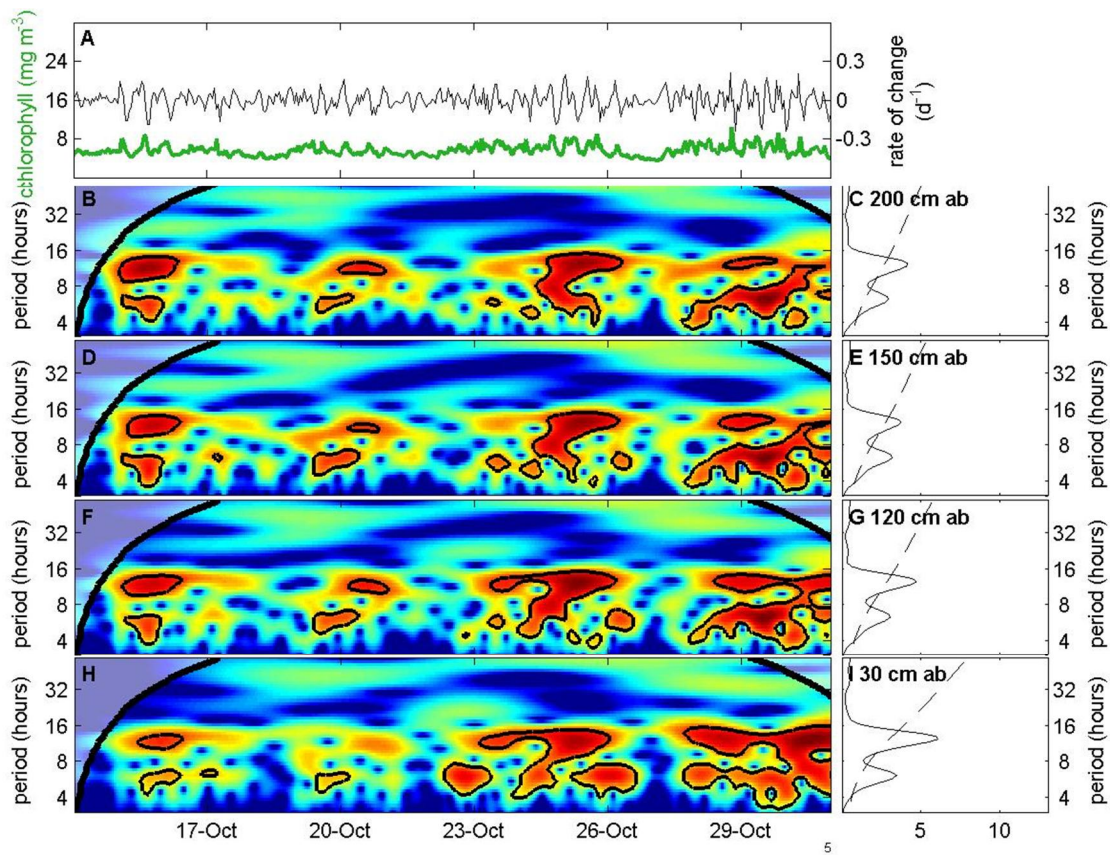 A
cthlorophyll (mg m-3)
24
16
8
0.3
0
-0.3
rate of change
(d-1)
B
period (hours)
32
16
8
4
C 200 cm ab
32
16
8
4
period (hours)
D
period (hours)
32
16
8
4
E 150 cm ab
32
16
8
4
period (hours)
F
period (hours)
32
16
8
4
G 120 cm ab
32
16
8
4
period (hours)
H
period (hours)
32
16
8
4
I 30 cm ab
32
16
8
4
period (hours)
17-Oct 20-Oct 23-Oct 26-Oct 29-Oct
5 10
5